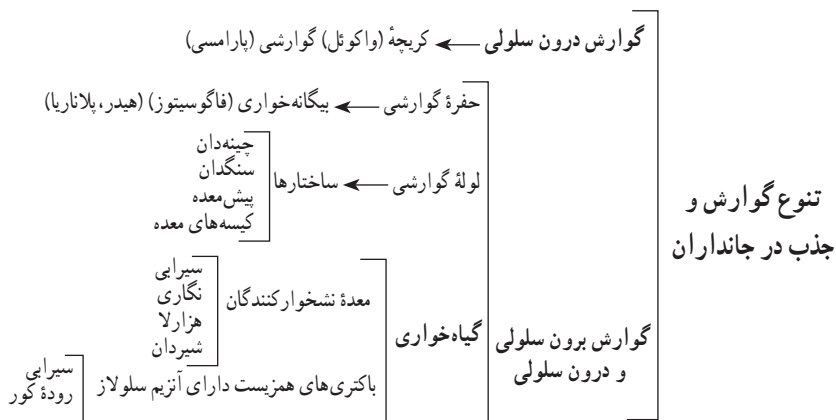 گوارش درون سلولی ← کریچهٔ (واکوئل) گوارشی (پارامسی)
حفرهٔ گوارشی ← بیگانه‌خواری (فاگوسیتوز) (هیدر، پلاناریا)
لولهٔ گوارشی ← ساختارها
چینه‌دان
سنگدان
پیش‌معده
کیسه‌های معده
تنوع گوارش و
جذب در جانداران
گوارش برون سلولی
و درون سلولی
گیاه‌خواری
معدهٔ نشخوارکنندگان
سیرابی
نگاری
هزارلا
شیردان
باکتری‌های همزیست دارای آنزیم سلولاز
سیرابی
رودهٔ کور